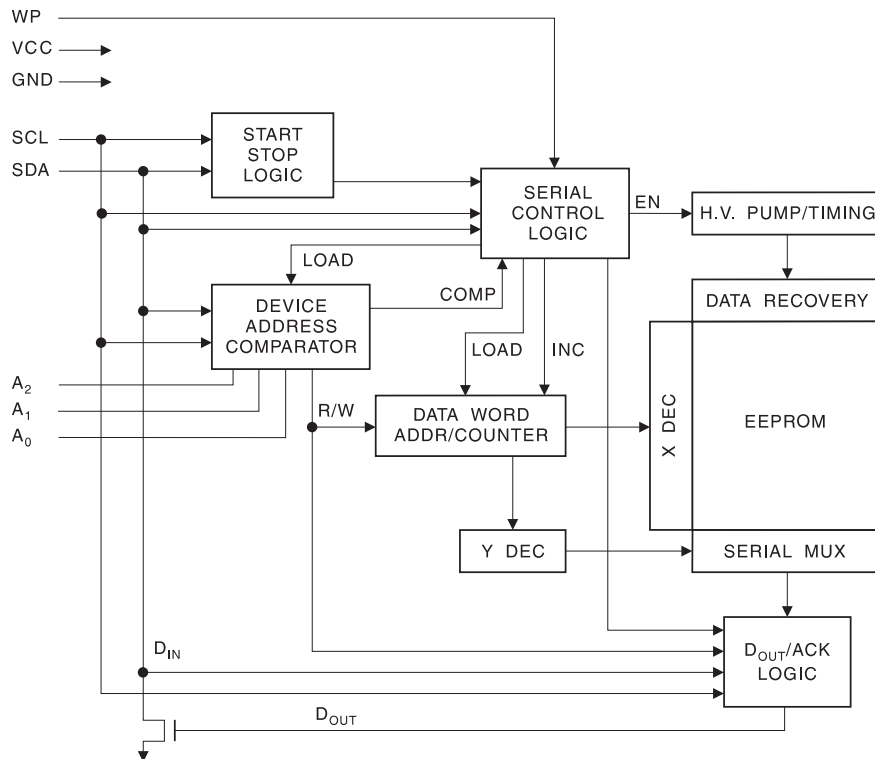 WP
VCC
GND
SCL
SDA
START
STOP
LOGIC
SERIAL
CONTROL
LOGIC
EN
H.V. PUMP/TIMING
LOAD
COMP
DATA RECOVERY
DEVICE
ADDRESS
COMPARATOR
LOAD
INC
A2
A1
A0
R/W
DATA WORD
ADDR/COUNTER
X DEC
EEPROM
Y DEC
SERIAL MUX
DIN
DOUT/ACK
LOGIC
DOUT